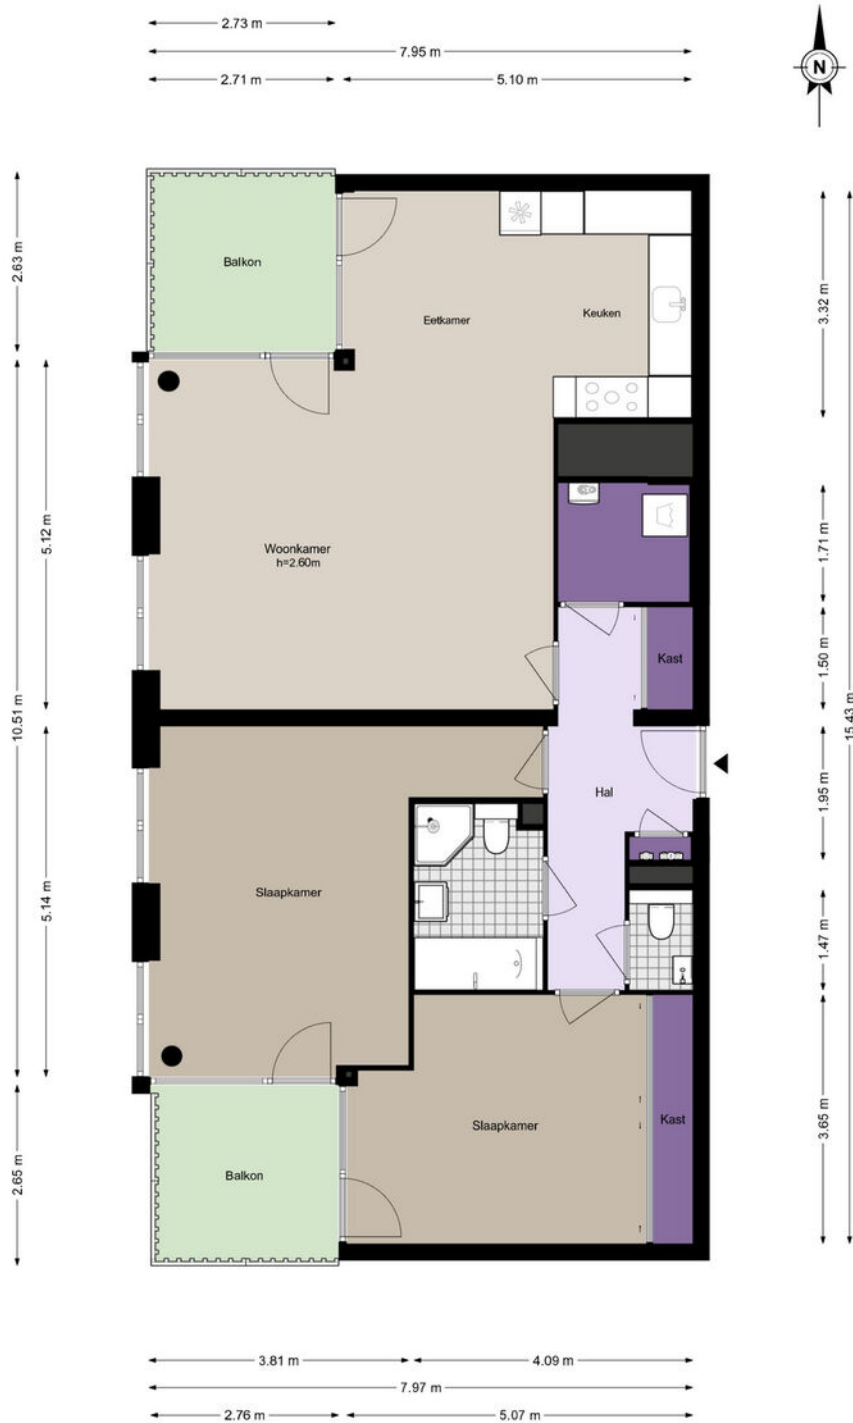 2.73 m
7.95 m
2.71 m
5.10 m
N
2.63 m
10.51 m
5.12 m
5.14 m
2.65 m
Balkon
Eetkamer
Keuken
Woonkamer
h=2.60m
Kast
Hal
Slaapkamer
Slaapkamer
Kast
Balkon
3.32 m
15.43 m
1.71 m
1.50 m
1.95 m
1.47 m
3.65 m
3.81 m
4.09 m
7.97 m
2.76 m
5.07 m